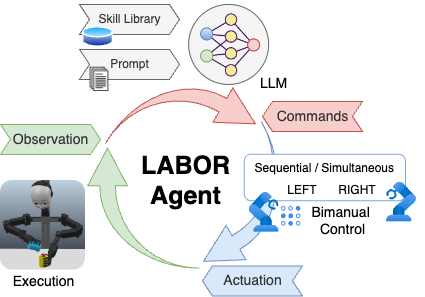 Skill Library
Prompt
LLM
Commands
Observation
LABOR
Agent
Sequential / Simultaneous
LEFT RIGHT
Bimanual
Control
Execution
Actuation